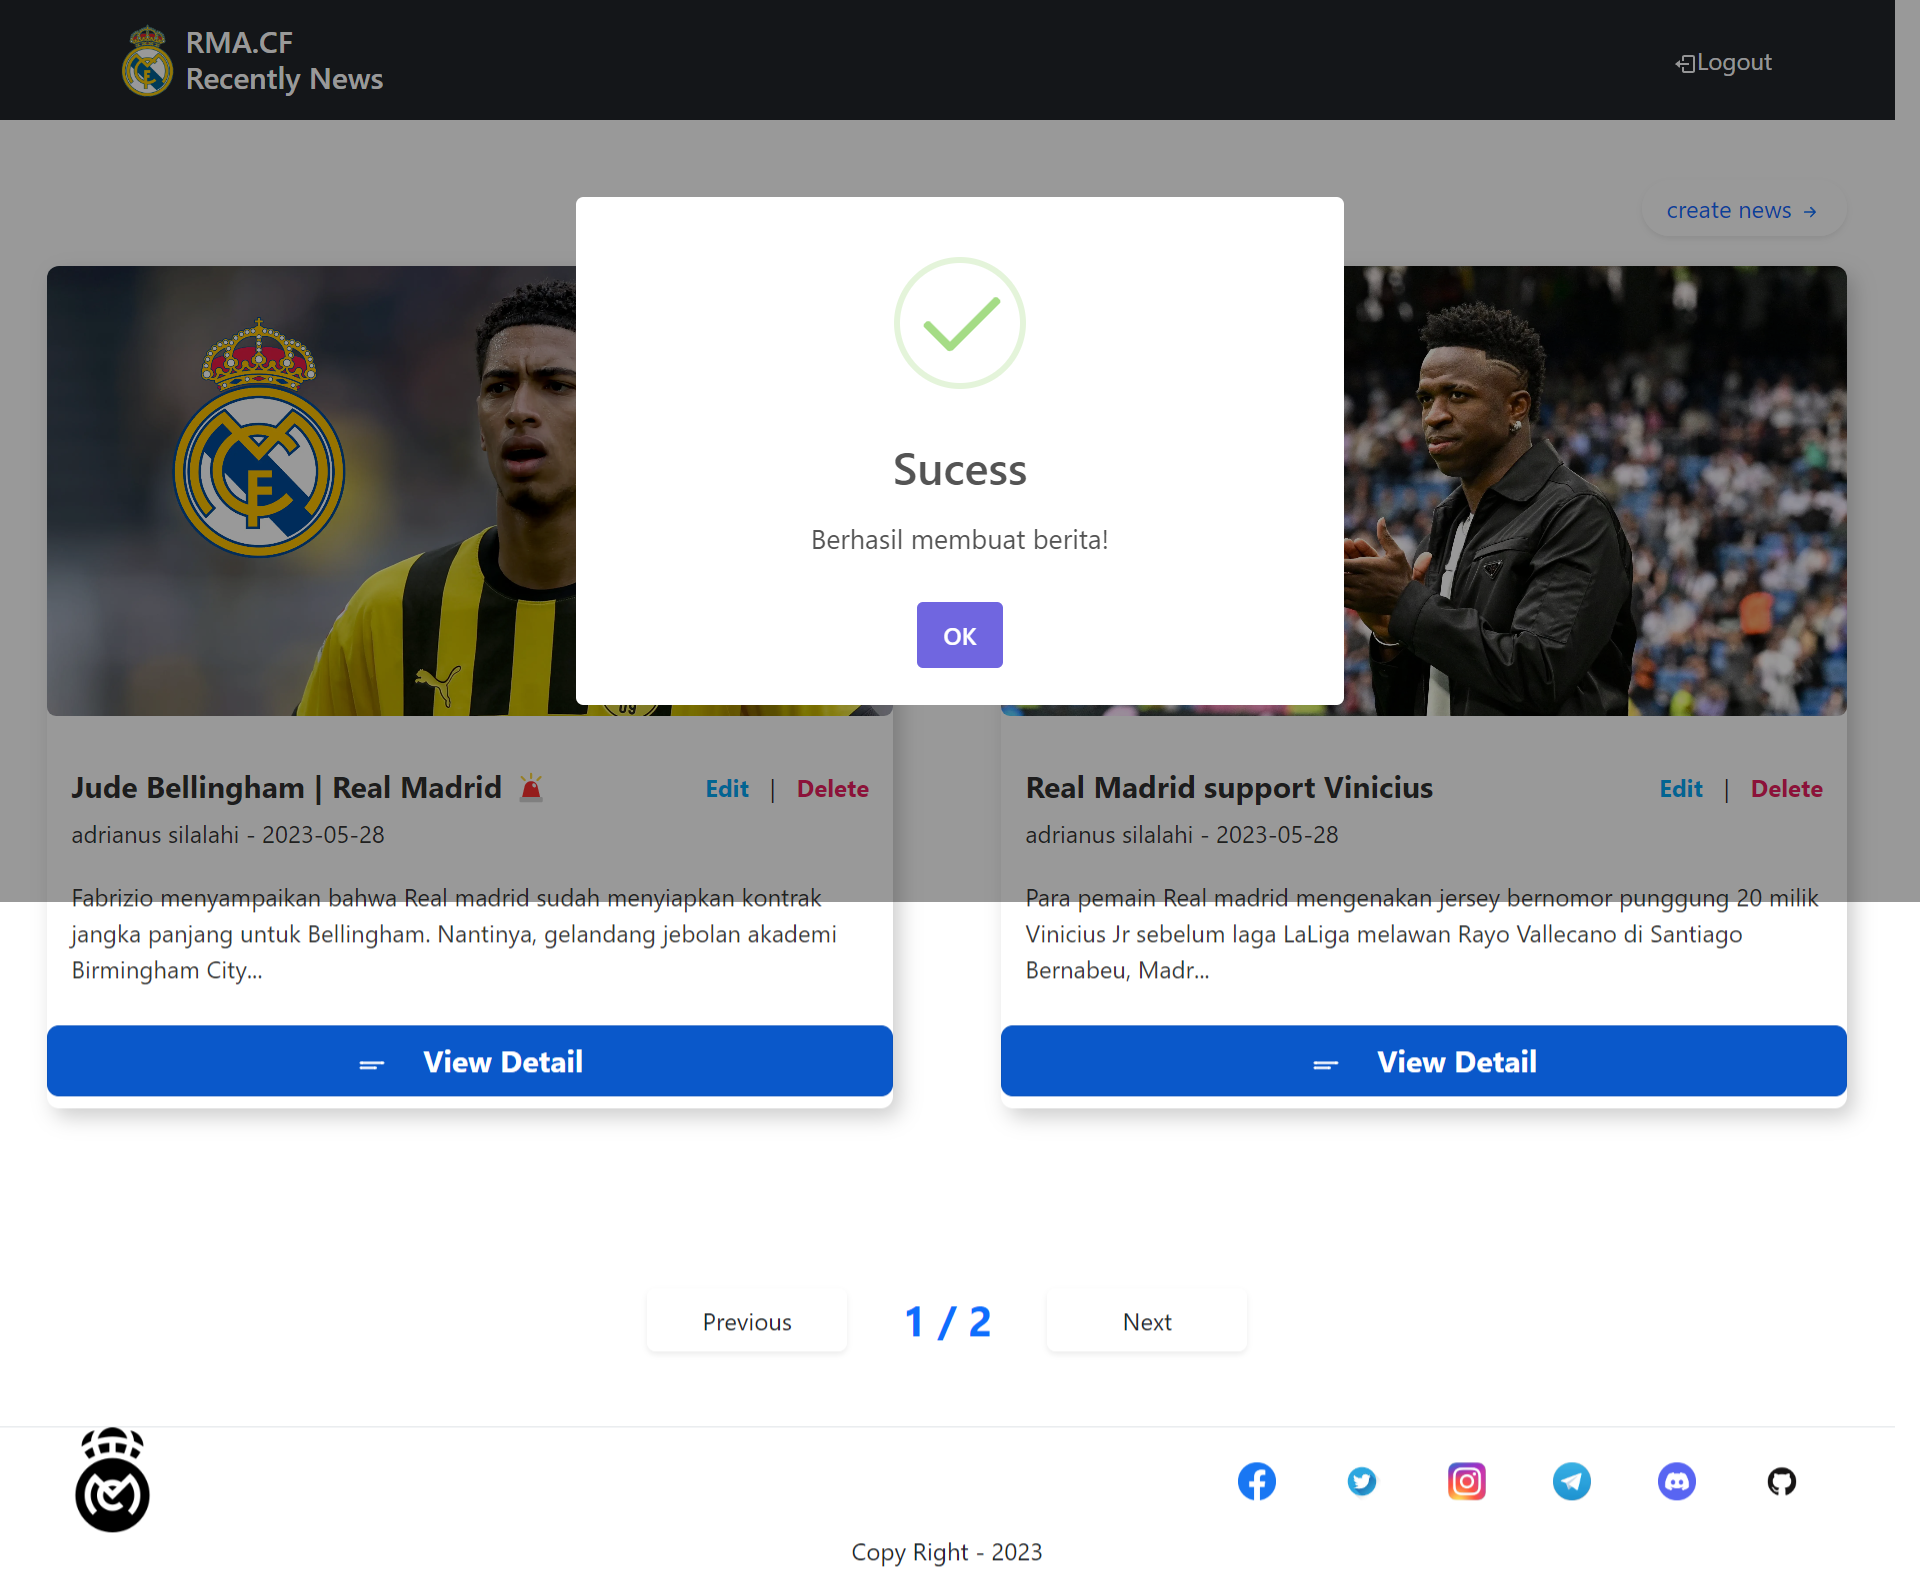 RMA.CF
Recently News
Logout
create news →
Sucess
Berhasil membuat berita!
OK
09
Jude Bellingham | Real Madrid 🚨
Edit | Delete
adrianus silalahi - 2023-05-28
Fabrizio menyampaikan bahwa Real madrid sudah menyiapkan kontrak
jangka panjang untuk Bellingham. Nantinya, gelandang jebolan akademi
Birmingham City...
View Detail
Real Madrid support Vinicius
Edit | Delete
adrianus silalahi - 2023-05-28
Para pemain Real madrid mengenakan jersey bernomor punggung 20 milik
Vinicius Jr sebelum laga LaLiga melawan Rayo Vallecano di Santiago
Bernabeu, Madr...
View Detail
Previous
1 / 2
Next
Copy Right - 2023